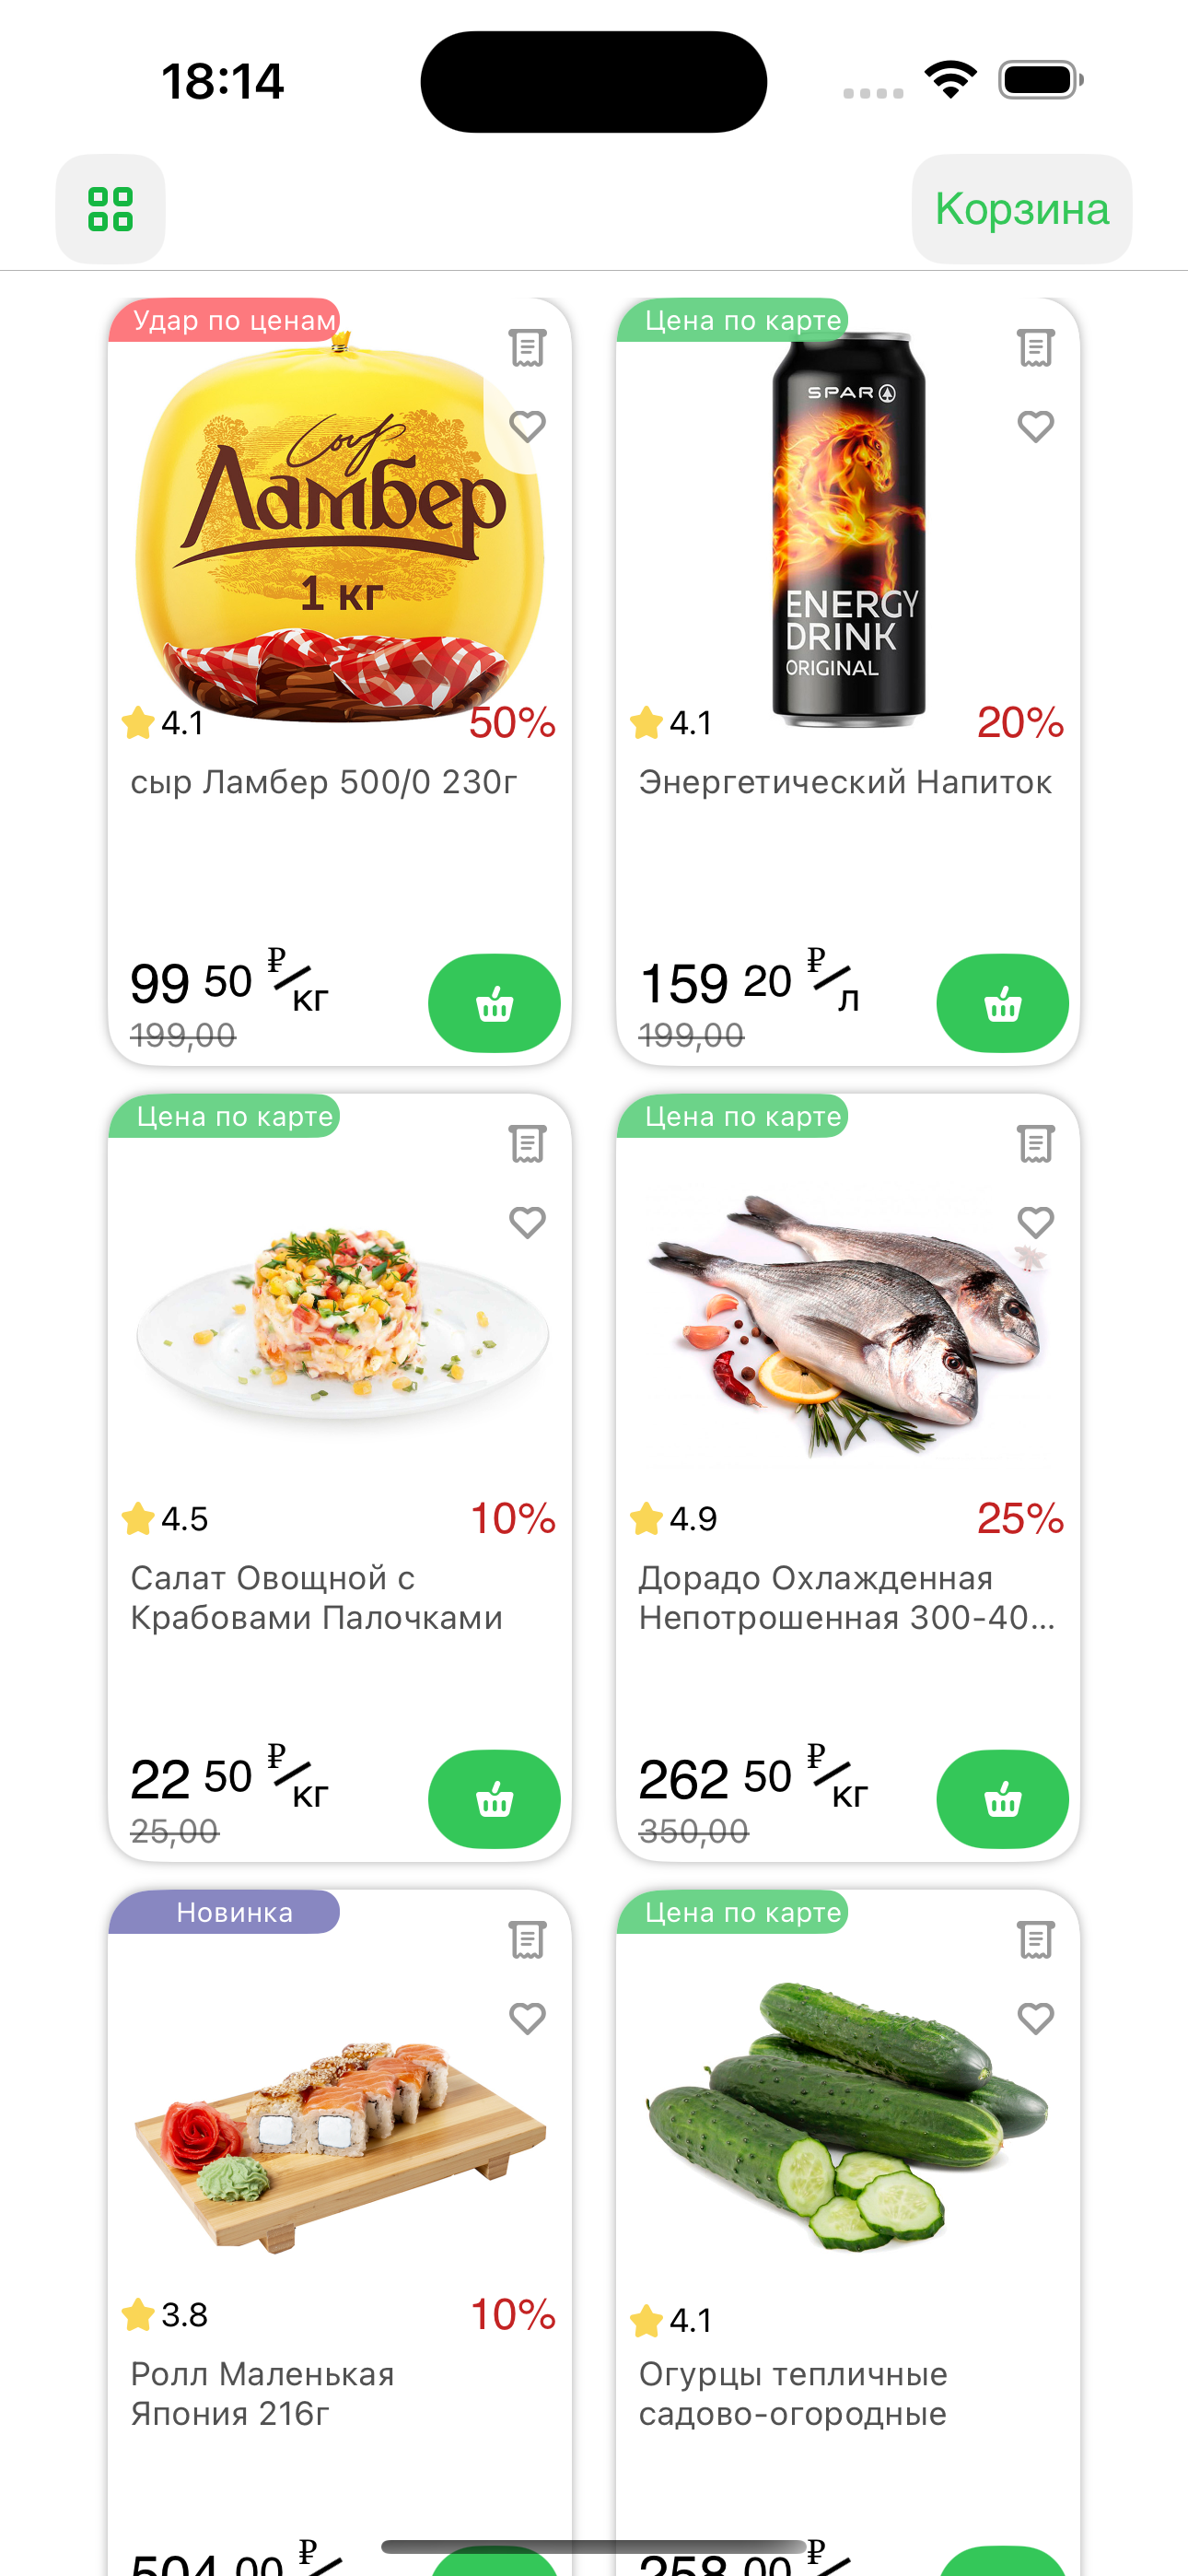 18:14
Корзина
Удар по ценам
Цена по карте
Сыр
Ламбер
1 кг
SPAR
ENERGY
DRINK
ORIGINAL
4.1
50%
4.1
20%
сыр Ламбер 500/0 230г
Энергетический Напиток
99 50 ₽/кг
199,00
159 20 ₽/л
199,00
Цена по карте
Цена по карте
4.5
10%
4.9
25%
Салат Овощной с
Крабовами Палочками
Дорадо Охлажденная
Непотрошенная 300-40...
22 50 ₽/кг
25,00
262 50 ₽/кг
350,00
Новинка
Цена по карте
3.8
10%
4.1
Ролл Маленькая
Япония 216г
Огурцы тепличные
садово-огородные
504 00 ₽/
258 00 ₽/